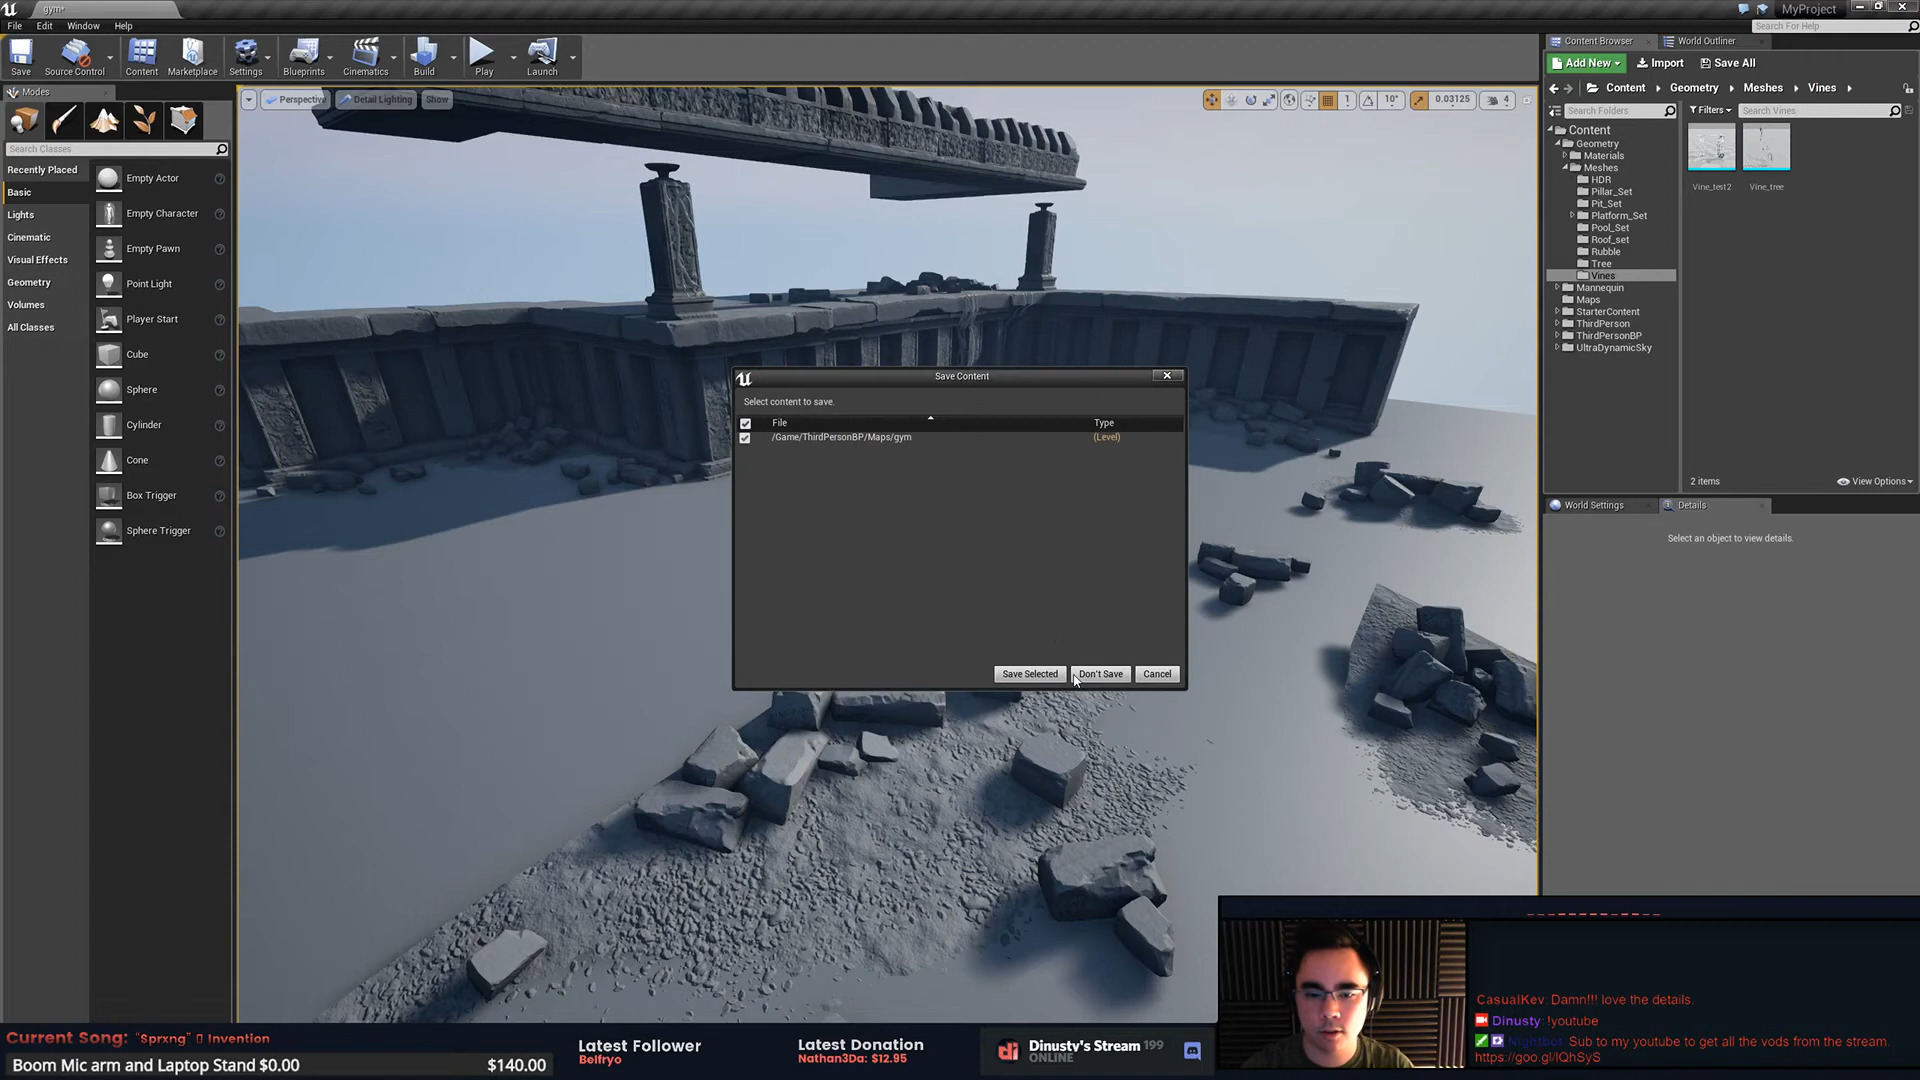 gym*
MyProject
File Edit Window Help
Search For Help
Save Source Control Content Marketplace Settings Blueprints Cinematics Build Play Launch
Content Browser World Outliner
Add New Import Save All
Content Geometry Meshes Vines
Search Folders Filters Search Vines
Modes
Search Classes
Recently Placed
Basic
Lights
Cinematic
Visual Effects
Geometry
Volumes
All Classes
Empty Actor
Empty Character
Empty Pawn
Point Light
Player Start
Cube
Sphere
Cylinder
Cone
Box Trigger
Sphere Trigger
Perspective Detail Lighting Show
1 10° 0.03125 4
Content
Geometry
Materials
Meshes
HDR
Pillar_Set
Pit_Set
Platform_Set
Pool_Set
Roof_set
Rubble
Tree
Vines
Mannequin
Maps
StarterContent
ThirdPerson
ThirdPersonBP
UltraDynamicSky
Vine_test2 Vine_tree
2 items View Options
World Settings Details
Select an object to view details.
Save Content
Select content to save.
File Type
/Game/ThirdPersonBP/Maps/gym (Level)
Save Selected Don't Save Cancel
Current Song: "$prxng" Invention
Boom Mic arm and Laptop Stand $0.00 $140.00
Latest Follower
Belfryo
Latest Donation
Nathan3Da: $12.95
Dinusty's Stream 199
ONLINE
CasualKev: Damn!!! love the details.
Dinusty: !youtube
Nightbot: Sub to my youtube to get all the vods from the stream.
https://goo.gl/IQhSyS